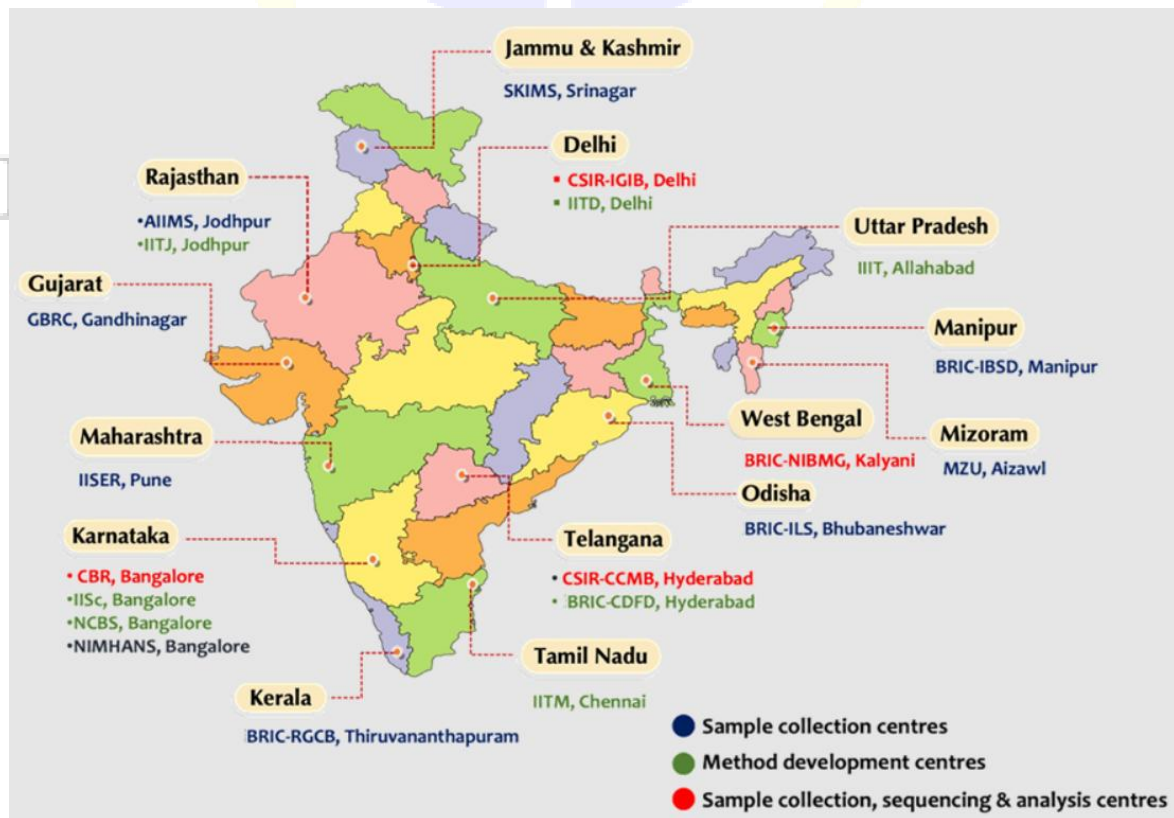 Jammu & Kashmir
SKIMS, Srinagar
Delhi
▪ CSIR-IGIB, Delhi
▪ IITD, Delhi
Rajasthan
•AIIMS, Jodhpur
•IITJ, Jodhpur
Uttar Pradesh
IIIT, Allahabad
Gujarat
GBRC, Gandhinagar
Manipur
BRIC-IBSD, Manipur
Maharashtra
IISER, Pune
West Bengal
BRIC-NIBMG, Kalyani
Mizoram
MZU, Aizawl
Odisha
BRIC-ILS, Bhubaneshwar
Karnataka
• CBR, Bangalore
•IISc, Bangalore
•NCBS, Bangalore
•NIMHANS, Bangalore
Telangana
• CSIR-CCMB, Hyderabad
• BRIC-CDFD, Hyderabad
Tamil Nadu
IITM, Chennai
Kerala
BRIC-RGCB, Thiruvananthapuram
Sample collection centres
Method development centres
Sample collection, sequencing & analysis centres